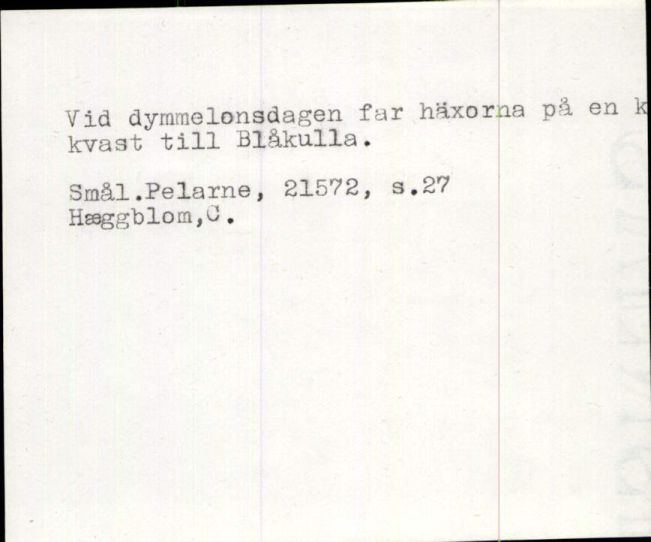 Vid dymmelonsdagen far häxorna på en k
kvast till Blåkulla.
Smål.Pelarne, 21572, s.27
Hæggblom,C.